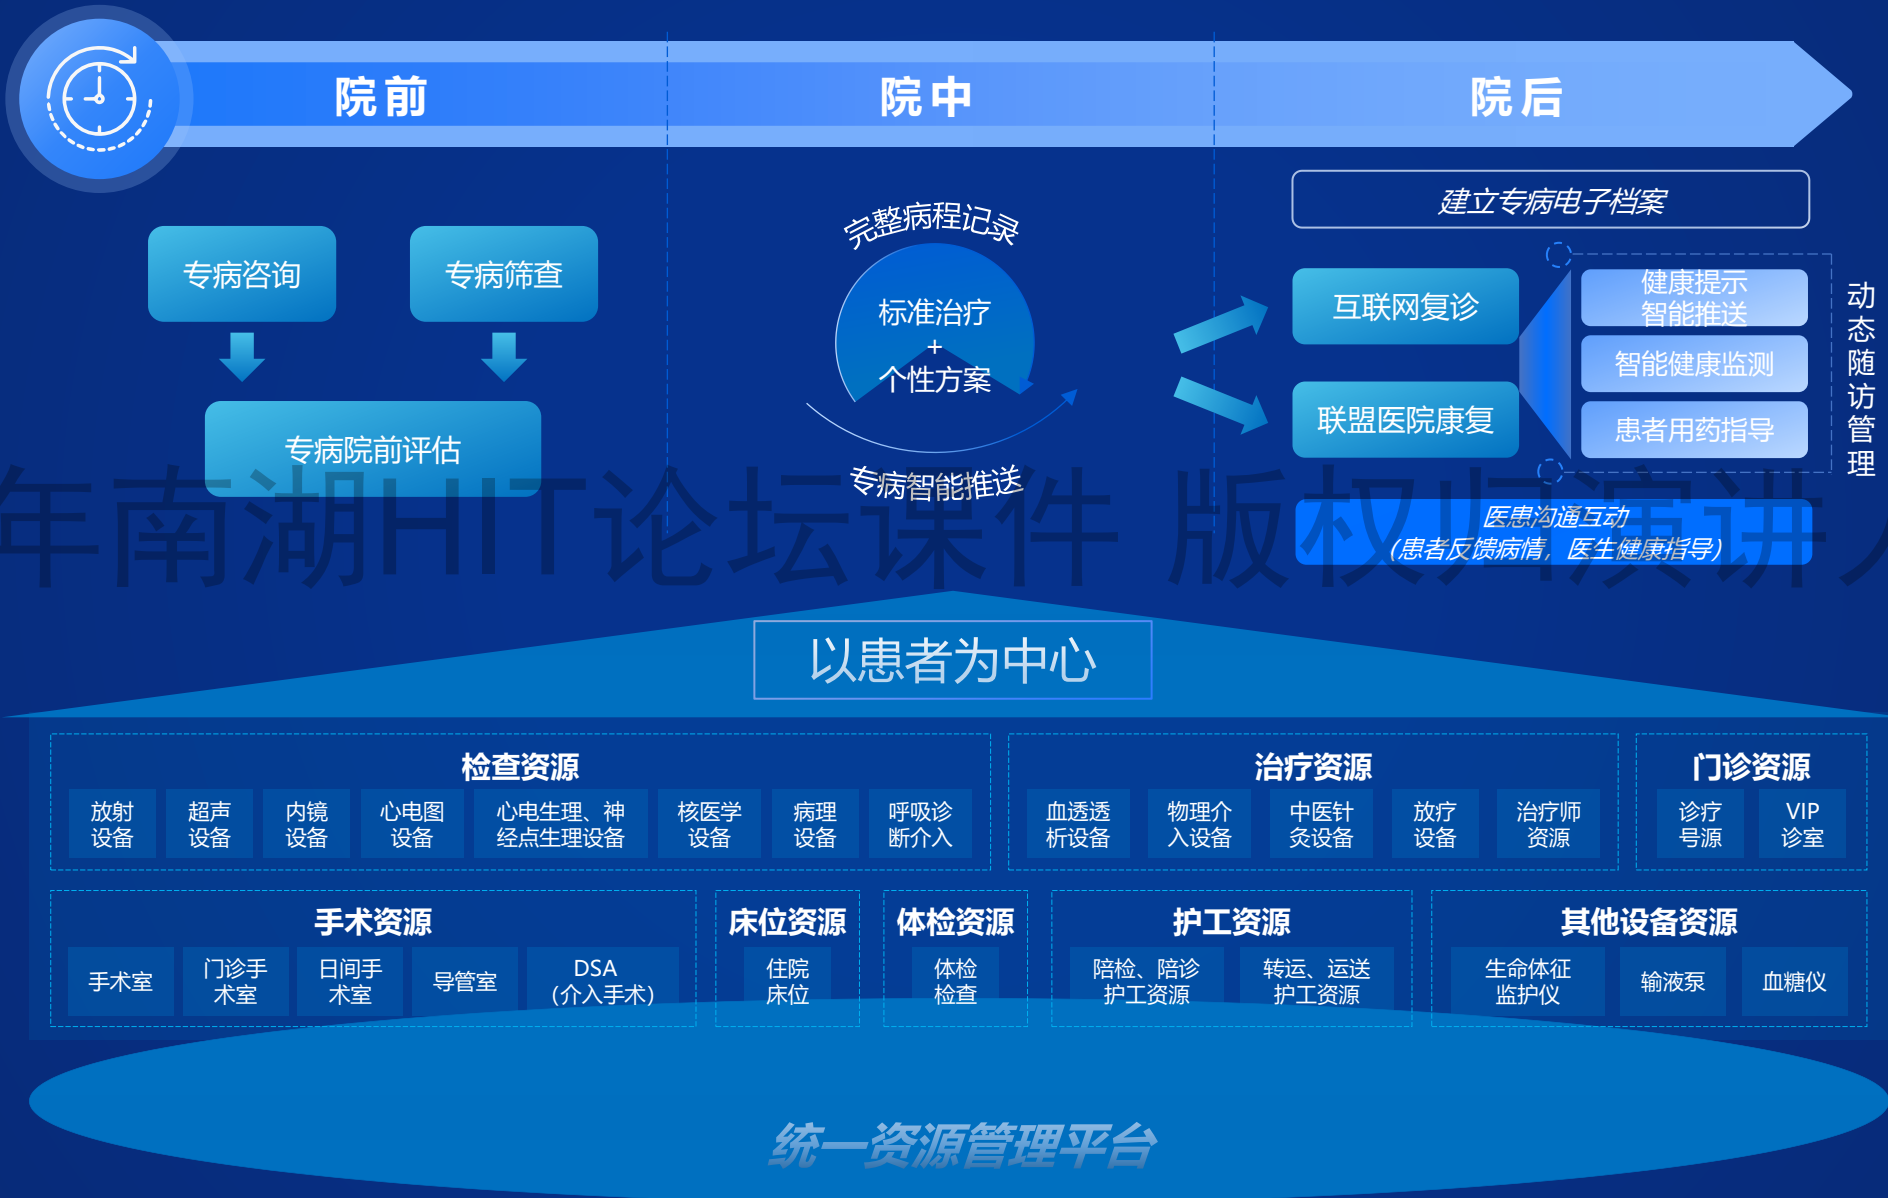 院前
院中
院后
专病咨询
专病筛查
专病院前评估
完整病程记录
标准治疗
+
个性方案
专病智能推送
建立专病电子档案
互联网复诊
联盟医院康复
健康提示
智能推送
智能健康监测
患者用药指导
动态随访管理
医患沟通互动
(患者反馈病情，医生健康指导)
年南湖HIT论坛课件 版权归演讲人
以患者为中心
检查资源
放射
设备
超声
设备
内镜
设备
心电图
设备
心电生理、神
经点生理设备
核医学
设备
病理
设备
呼吸诊
断介入
治疗资源
血透透
析设备
物理介
入设备
中医针
灸设备
放疗
设备
治疗师
资源
门诊资源
诊疗
号源
VIP
诊室
手术资源
手术室
门诊手
术室
日间手
术室
导管室
DSA
（介入手术）
床位资源
住院
床位
体检资源
体检
检查
护工资源
陪检、陪诊
护工资源
转运、运送
护工资源
其他设备资源
生命体征
监护仪
输液泵
血糖仪
统一资源管理平台